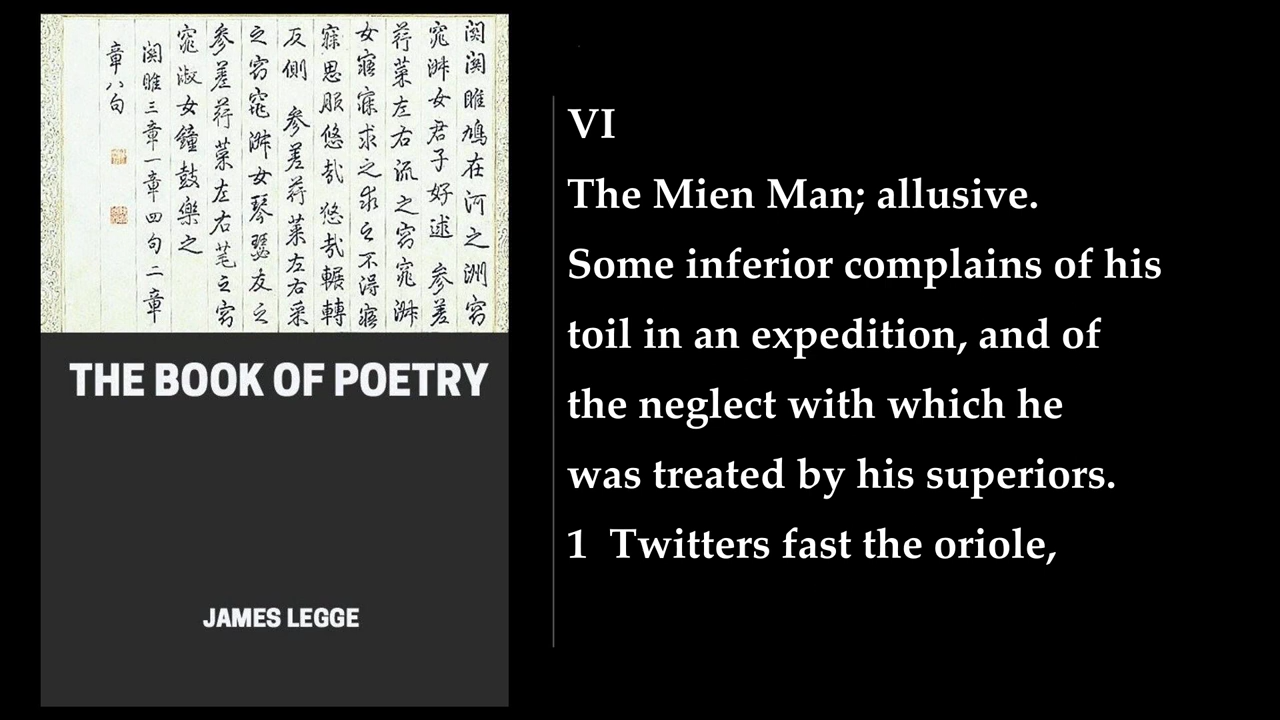 關關雎鳩在河之洲窈
窕淑女君子好逑 參差
荇菜左右流之窈窕淑
女寤寐求之求之不得寤
寐思服悠哉悠哉輾轉
反側 參差荇菜左右采
之窈窕淑女琴瑟友之
參差荇菜左右芼之窈
窕淑女鐘鼓樂之
關雎三章一章四句二章
章八句
THE BOOK OF POETRY
JAMES LEGGE
VI
The Mien Man; allusive.
Some inferior complains of his
toil in an expedition, and of
the neglect with which he
was treated by his superiors.
1 Twitters fast the oriole,